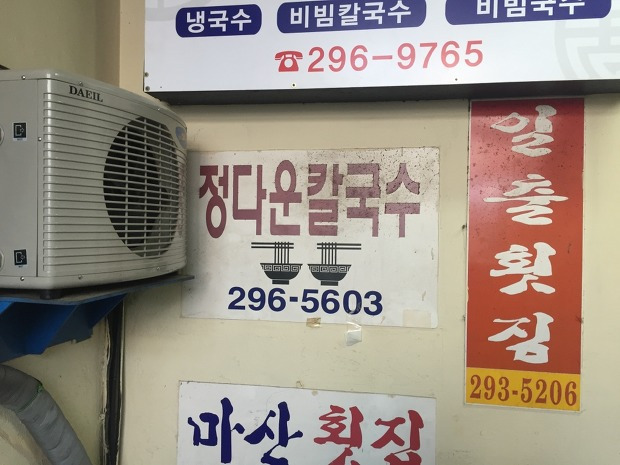 냉국수 비빔칼국수 비빔국수
☎296-9765
DAEIL
정다운칼국수
296-5603
일출횟집
293-5206
마산횟집